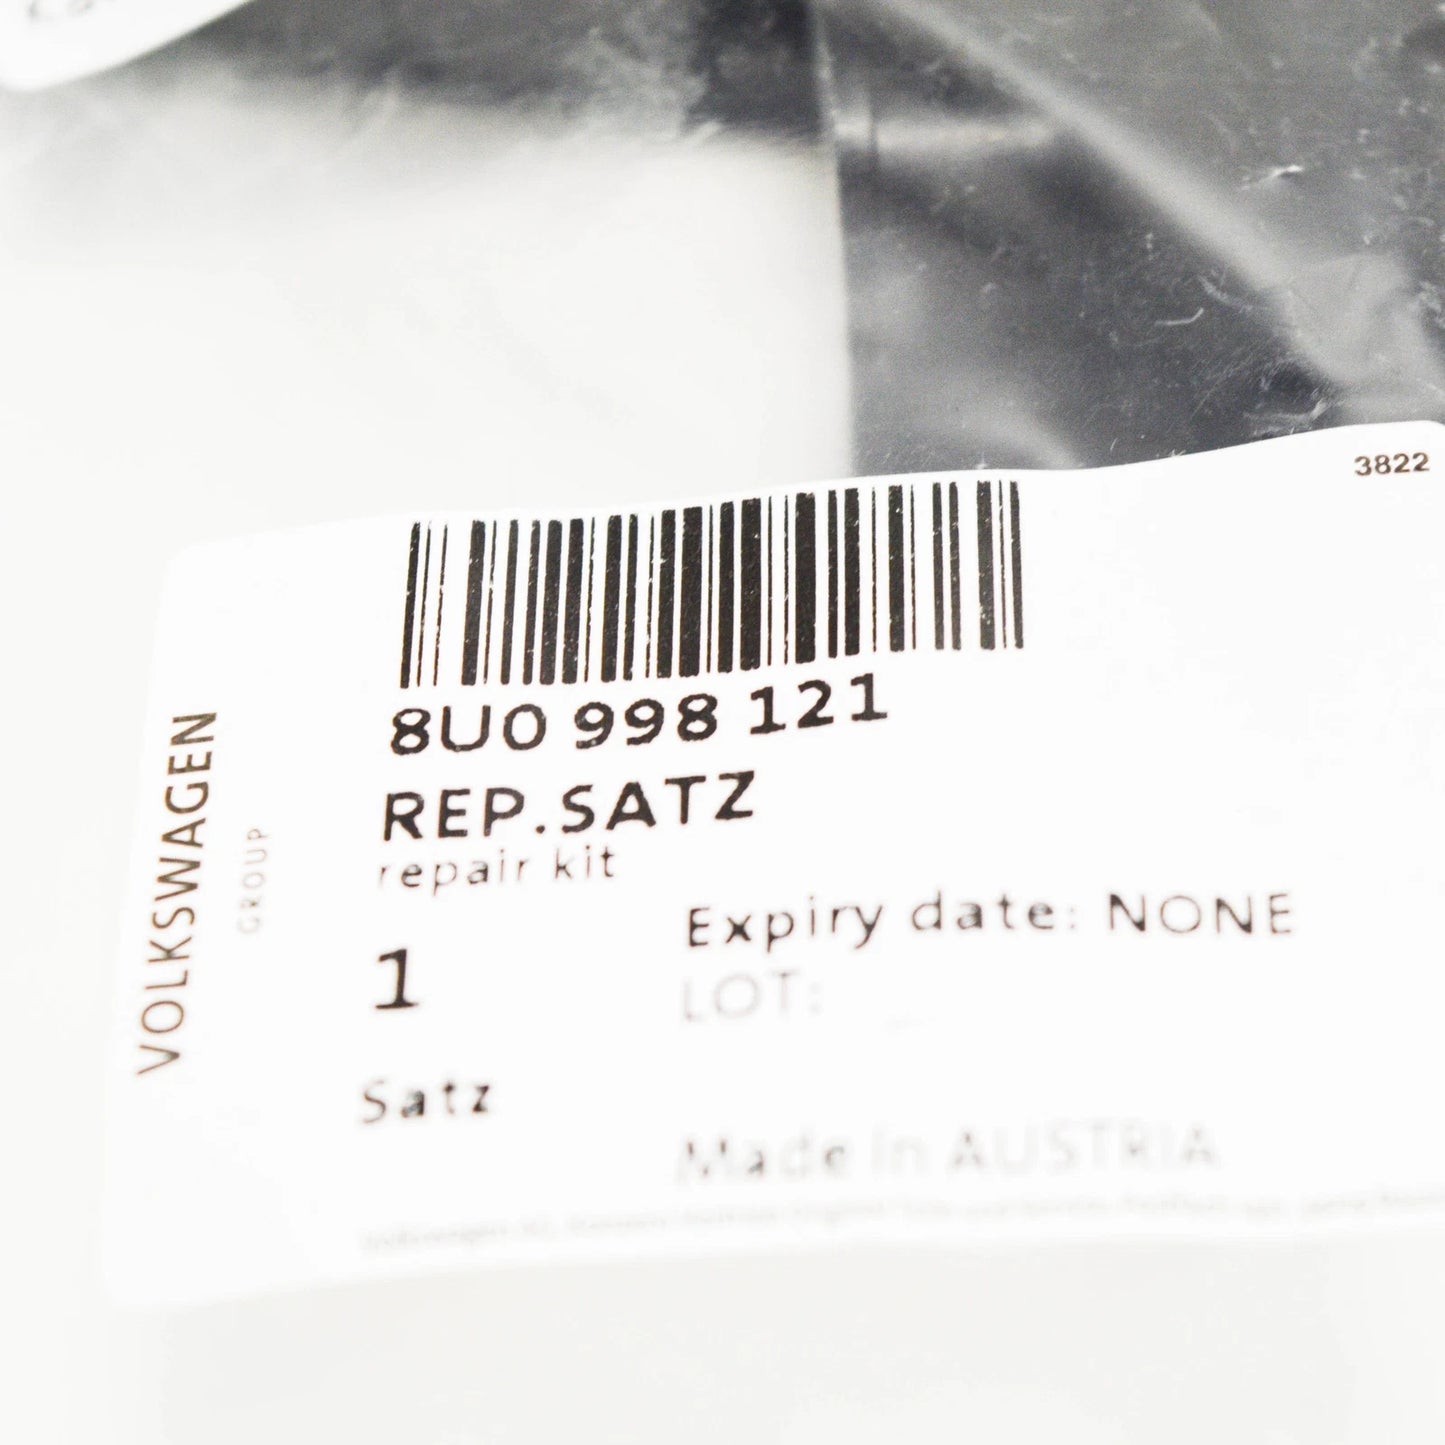 3822
8U0 998 121
REP.SATZ
repair kit
Expiry date: NONE
1
LOT:
Satz
Made in AUSTRIA
VOLKSWAGEN
GROUP